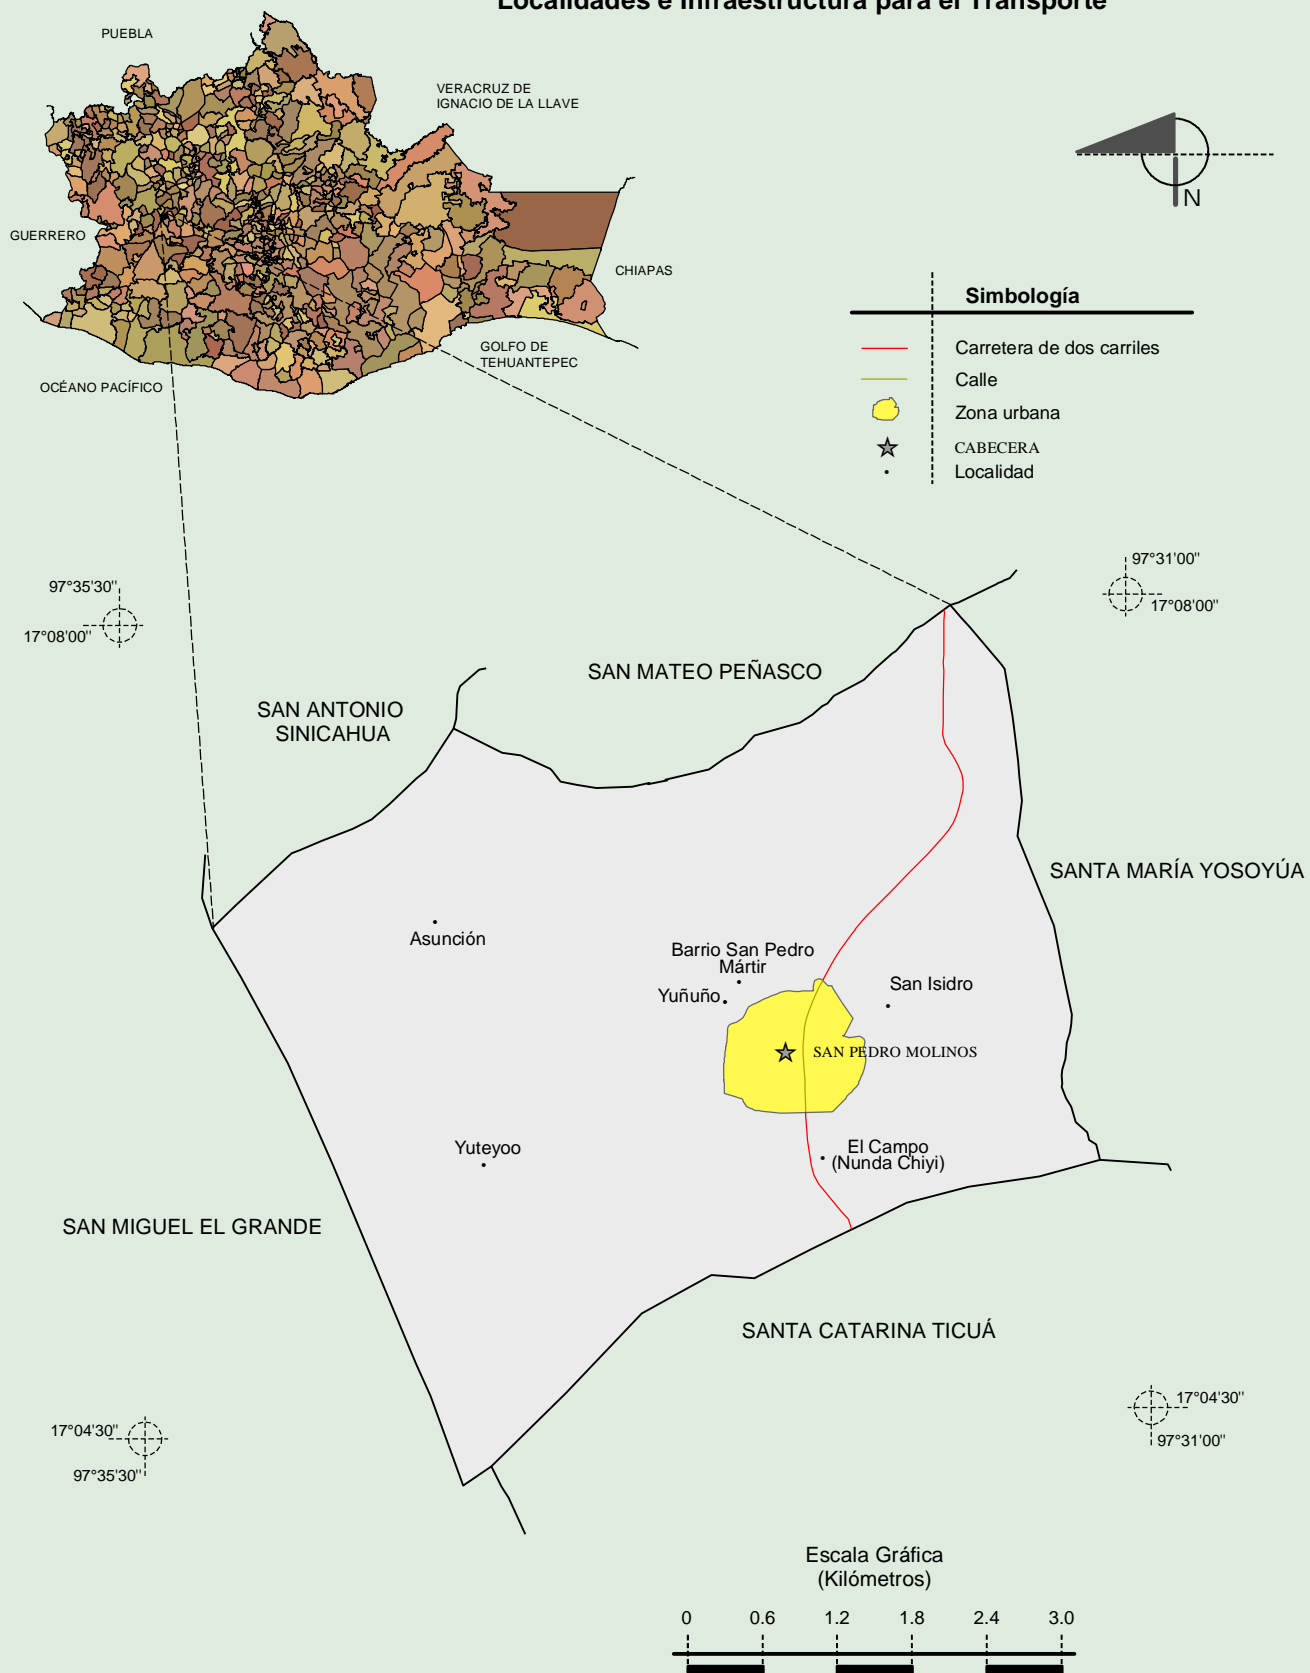 Localidades e Infraestructura para el Transporte
PUEBLA
VERACRUZ DE
IGNACIO DE LA LLAVE
GUERRERO
CHIAPAS
GOLFO DE
TEHUANTEPEC
OCÉANO PACÍFICO
N
Simbología
Carretera de dos carriles
Calle
Zona urbana
CABECERA
Localidad
97°35'30"
17°08'00"
97°31'00"
17°08'00"
SAN MATEO PEÑASCO
SAN ANTONIO
SINICAHUA
SANTA MARÍA YOSOYÚA
Asunción
Barrio San Pedro
Mártir
Yuñuño
San Isidro
SAN PEDRO MOLINOS
Yuteyoo
El Campo
(Nunda Chiyi)
SAN MIGUEL EL GRANDE
SANTA CATARINA TICUÁ
17°04'30"
97°35'30"
17°04'30"
97°31'00"
Escala Gráfica
(Kilómetros)
0 0.6 1.2 1.8 2.4 3.0